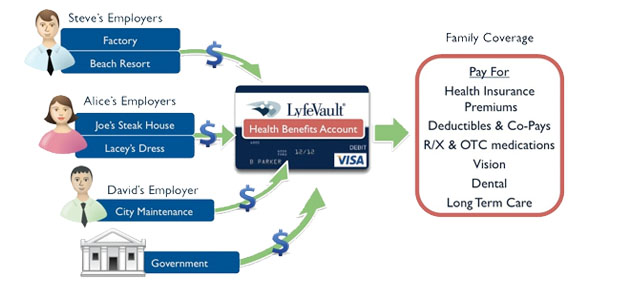 Steve's Employers
Factory
Beach Resort
Alice's Employers
Joe's Steak House
Lacey's Dress
David's Employer
City Maintenance
Government
$
$
$
$
LyfeVault®
Health Benefits Account
12/12
DEBIT
B PARKER
VISA
Family Coverage
Pay For
Health Insurance
Premiums
Deductibles & Co-Pays
R/X & OTC medications
Vision
Dental
Long Term Care